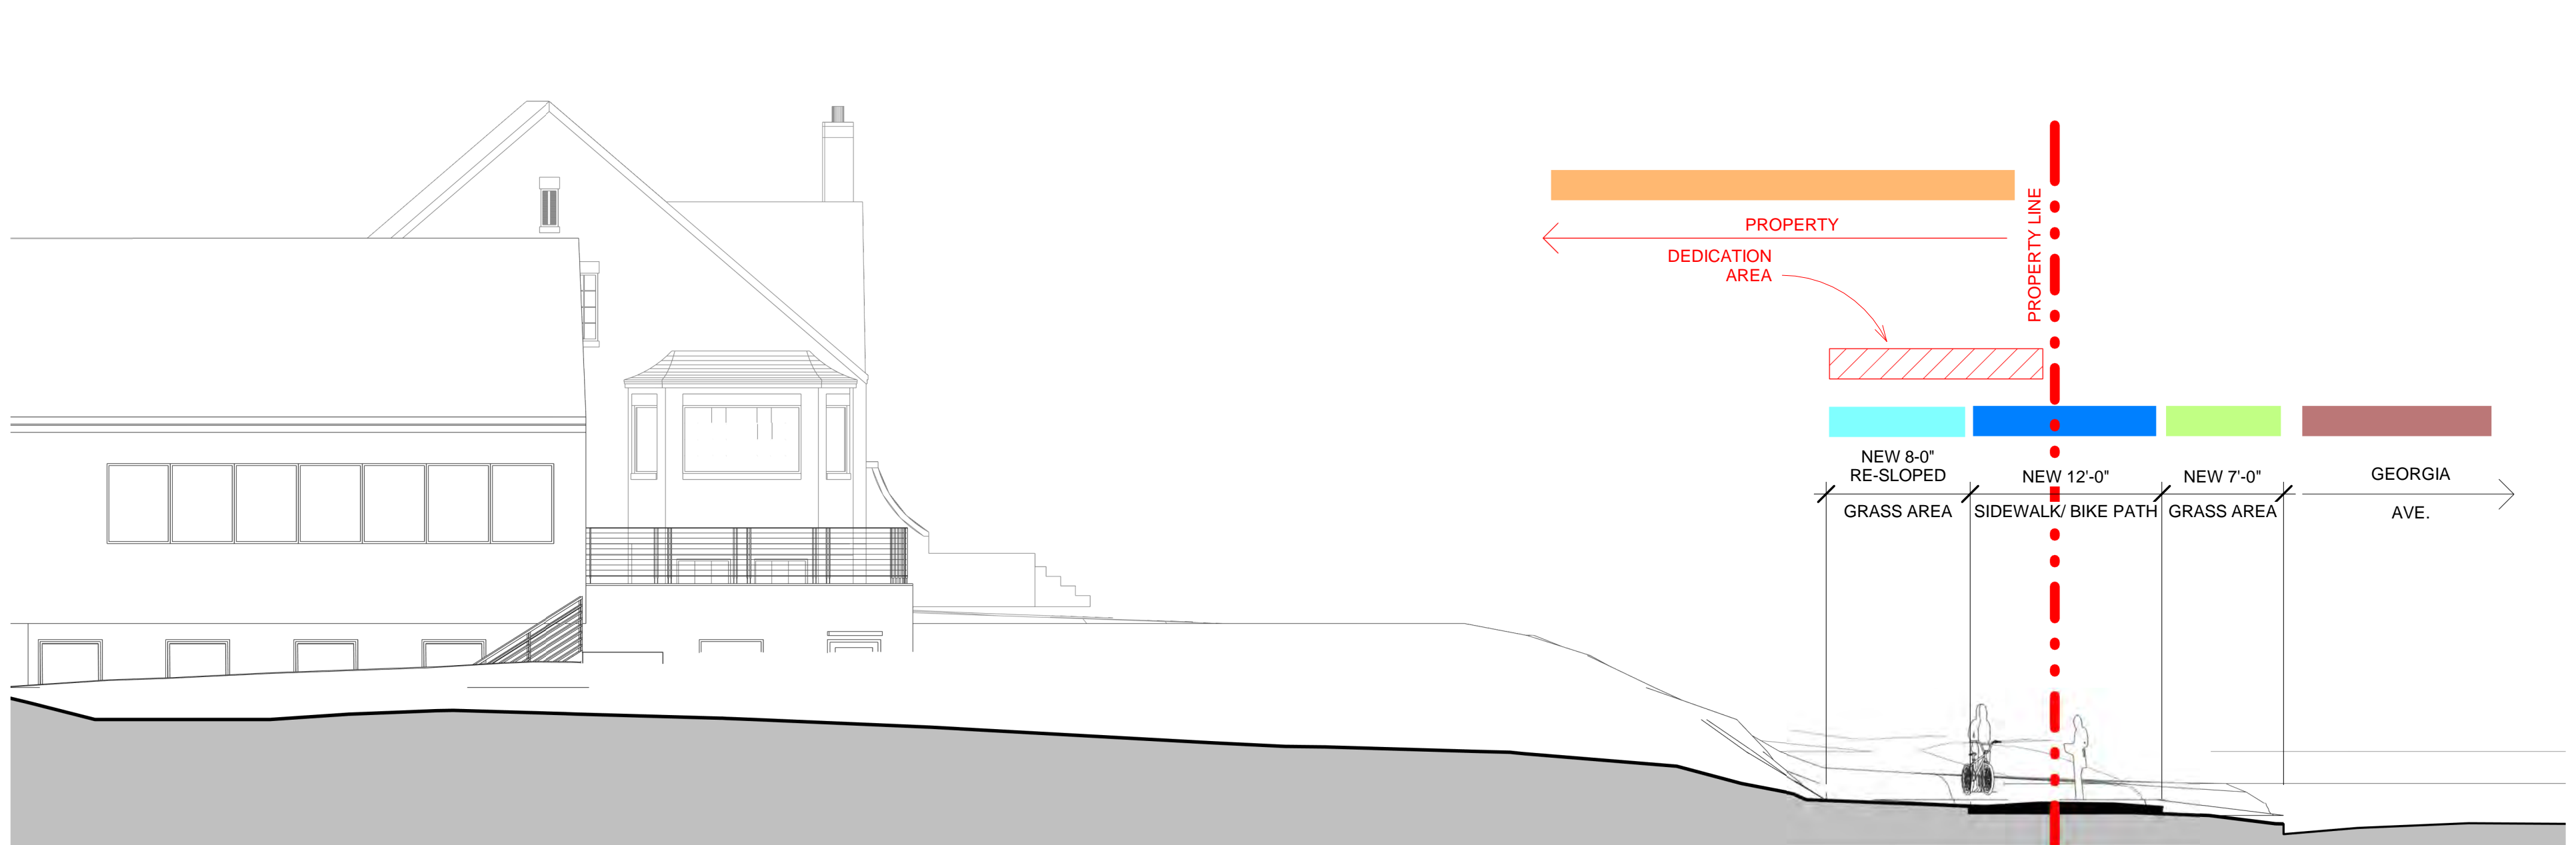 PROPERTY
DEDICATION
AREA
PROPERTY LINE
NEW 8-0"
RE-SLOPED
GRASS AREA
NEW 12'-0"
SIDEWALK/ BIKE PATH
NEW 7'-0"
GRASS AREA
GEORGIA
AVE.